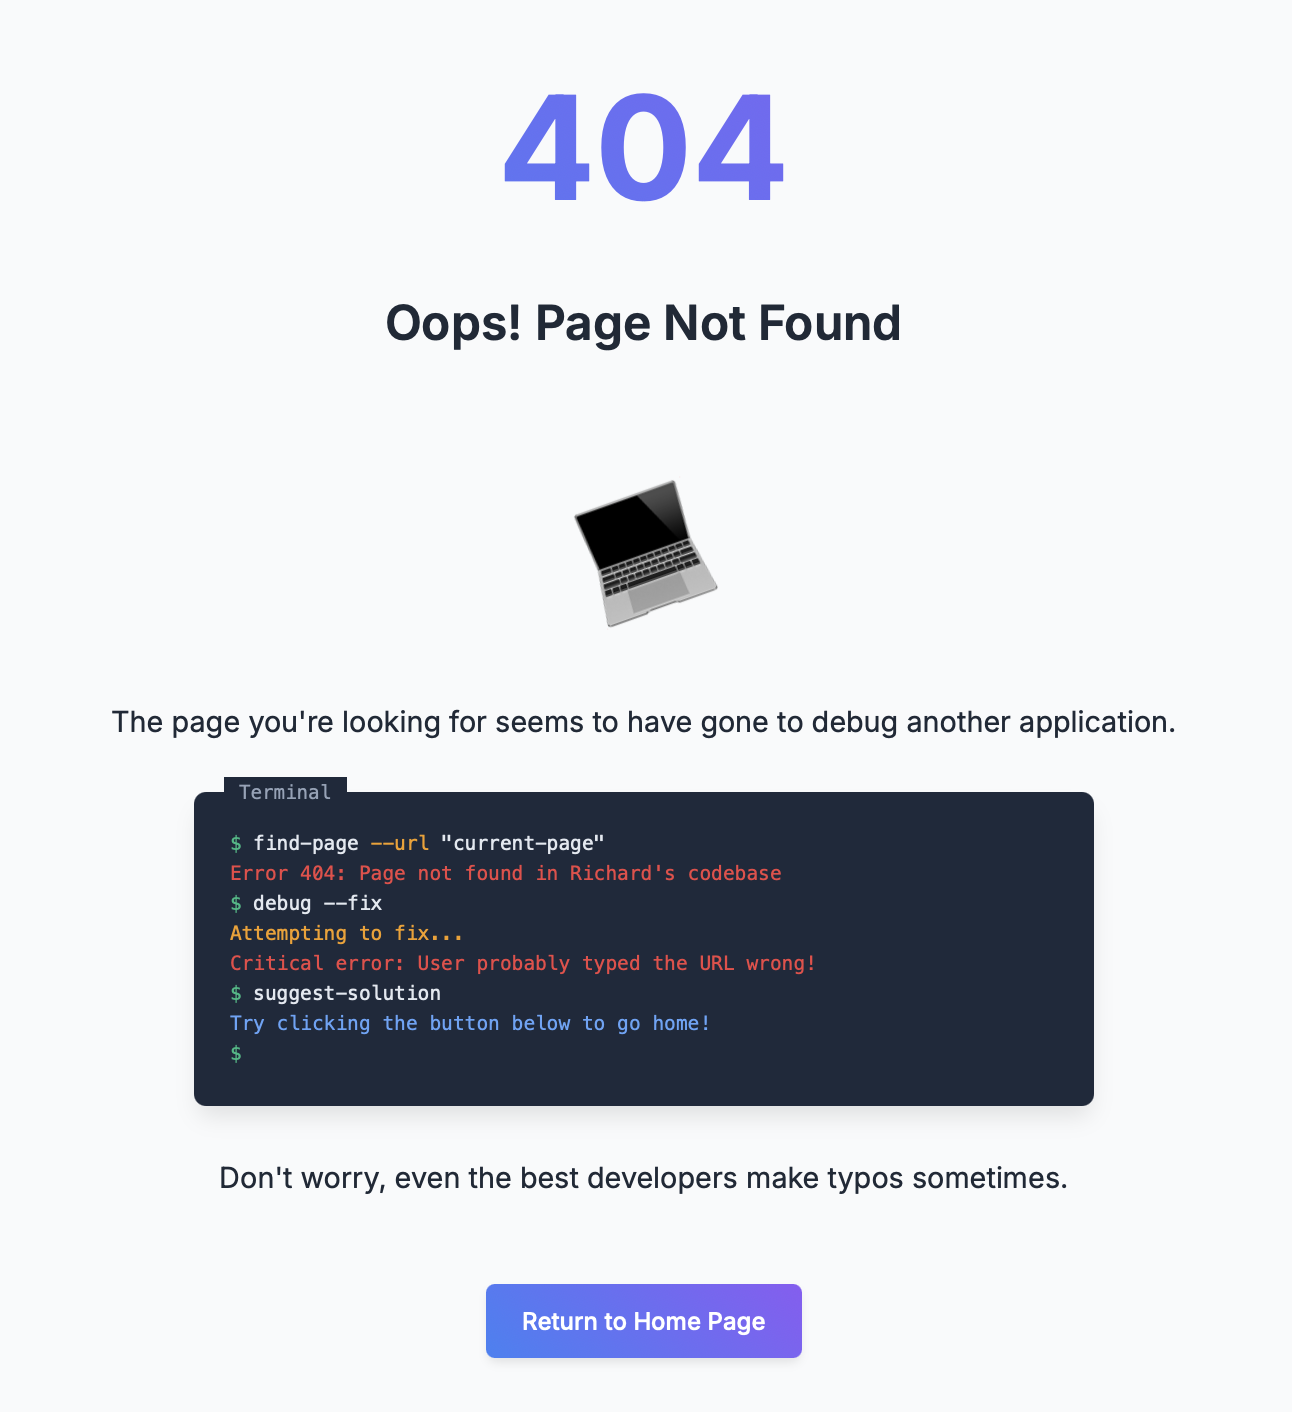 404
Oops! Page Not Found
The page you're looking for seems to have gone to debug another application.
Terminal
$ find-page --url "current-page"
Error 404: Page not found in Richard's codebase
$ debug --fix
Attempting to fix...
Critical error: User probably typed the URL wrong!
$ suggest-solution
Try clicking the button below to go home!
$
Don't worry, even the best developers make typos sometimes.
Return to Home Page